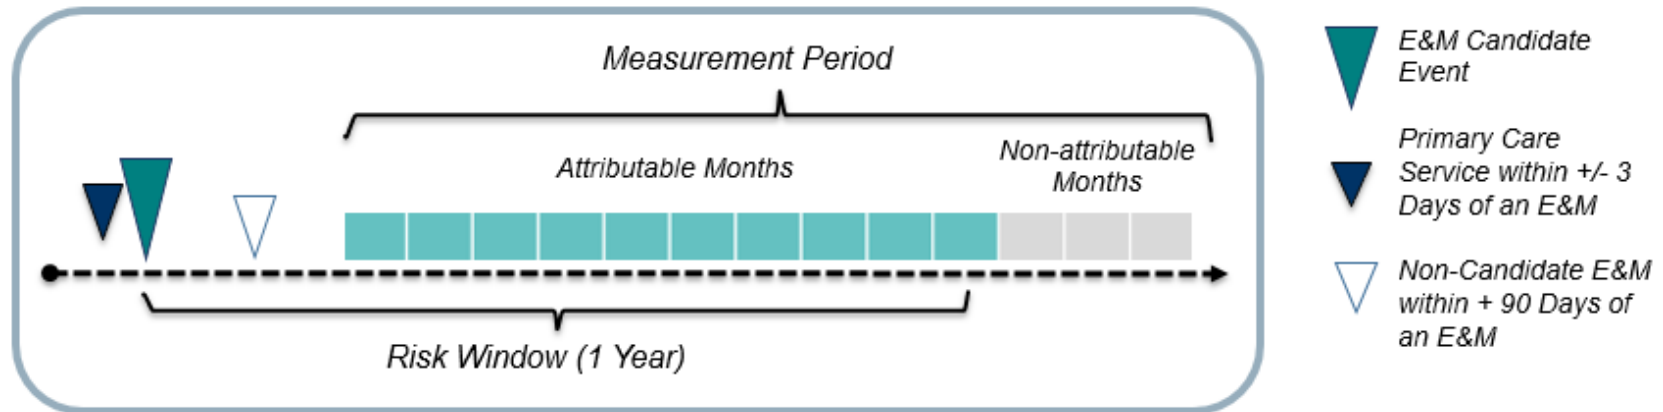 Measurement Period
Attributable Months
Non-attributable
Months
Risk Window (1 Year)
E&M Candidate
Event
Primary Care
Service within +/- 3
Days of an E&M
Non-Candidate E&M
within + 90 Days of
an E&M